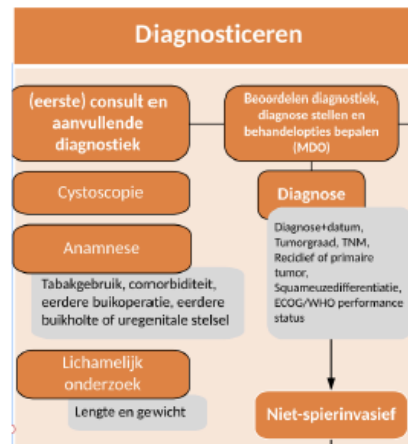 Diagnosticeren
(eerste) consult en
aanvullende
diagnostiek
Cystoscopie
Anamnese
Tabakgebruik, comorbiditeit,
eerdere buikoperatie, eerdere
buikholte of uregenitale stelsel
Lichamelijk
onderzoek
Lengte en gewicht
Beoordelen diagnostiek,
diagnose stellen en
behandelopties bepalen
(MDO)
Diagnose
Diagnose+datum,
Tumorgraad, TNM,
Recidief of primaire
tumor,
Squameuzedifferentiatie,
ECOG/WHO performance
status
Niet-spierinvasief